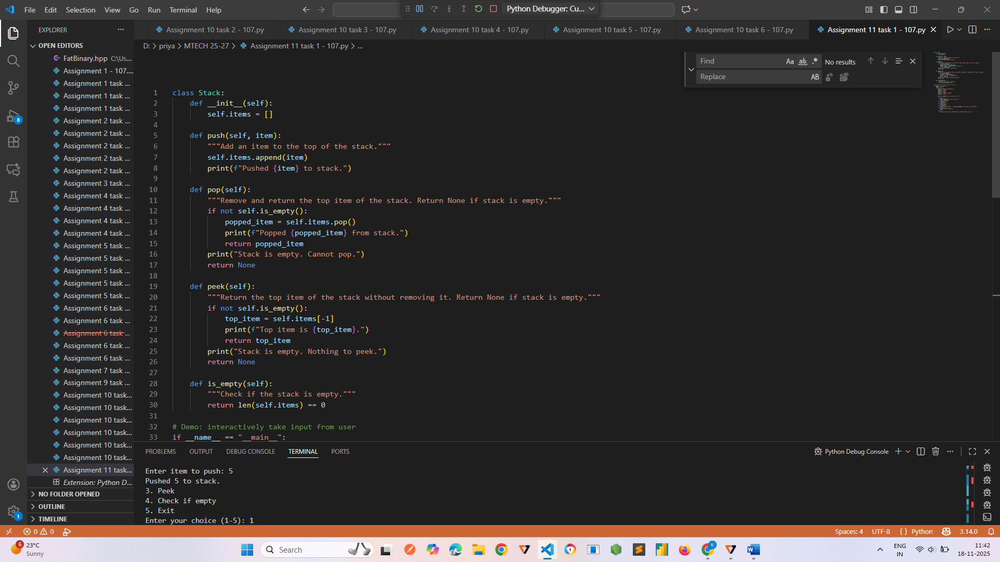 File Edit Selection View Go Run Terminal Help
Python Debugger: Cu...
EXPLORER
Assignment 10 task 2 - 107.py
Assignment 10 task 3 - 107.py
Assignment 10 task 4 - 107.py
Assignment 10 task 5 - 107.py
Assignment 10 task 6 - 107.py
Assignment 11 task 1 - 107.py
D: > priya > MTECH 25-27 > Assignment 11 task 1 - 107.py > ...
OPEN EDITORS
FatBinary.hpp C:\Us...
Assignment 1 - 107....
Assignment 1 task ...
Assignment 1 task ...
Assignment 1 task ...
Assignment 2 task ...
Assignment 2 task ...
Assignment 2 task ...
Assignment 2 task ...
Assignment 2 task ...
Assignment 3 task ...
Assignment 4 task ...
Assignment 4 task ...
Assignment 4 task ...
Assignment 4 task ...
Assignment 5 task ...
Assignment 5 task ...
Assignment 5 task ...
Assignment 5 task ...
Assignment 5 task ...
Assignment 6 task ...
Assignment 6 task ...
Assignment 6 task ...
Assignment 6 task ...
Assignment 6 task ...
Assignment 7 task ...
Assignment 9 task ...
Assignment 10 task...
Assignment 10 task...
Assignment 10 task...
Assignment 10 task...
Assignment 10 task...
Assignment 10 task...
Assignment 11 task...
Extension: Python D...
NO FOLDER OPENED
OUTLINE
TIMELINE
8
1
Find Aa ab .* No results
Replace AB
1 class Stack:
2 def __init__(self):
3 self.items = []
4
5 def push(self, item):
6 """Add an item to the top of the stack."""
7 self.items.append(item)
8 print(f"Pushed {item} to stack.")
9
10 def pop(self):
11 """Remove and return the top item of the stack. Return None if stack is empty."""
12 if not self.is_empty():
13 popped_item = self.items.pop()
14 print(f"Popped {popped_item} from stack.")
15 return popped_item
16 print("Stack is empty. Cannot pop.")
17 return None
18
19 def peek(self):
20 """Return the top item of the stack without removing it. Return None if stack is empty."""
21 if not self.is_empty():
22 top_item = self.items[-1]
23 print(f"Top item is {top_item}.")
24 return top_item
25 print("Stack is empty. Nothing to peek.")
26 return None
27
28 def is_empty(self):
29 """Check if the stack is empty."""
30 return len(self.items) == 0
31
32 # Demo: interactively take input from user
33 if __name__ == "__main__":
PROBLEMS OUTPUT DEBUG CONSOLE TERMINAL PORTS
Python Debug Console
Enter item to push: 5
Pushed 5 to stack.
3. Peek
4. Check if empty
5. Exit
Enter your choice (1-5): 1
0 0
Spaces: 4 UTF-8 { } Python 3.14.0
6
23°C
Sunny
Search
K
ENG
IN
11:42
18-11-2025